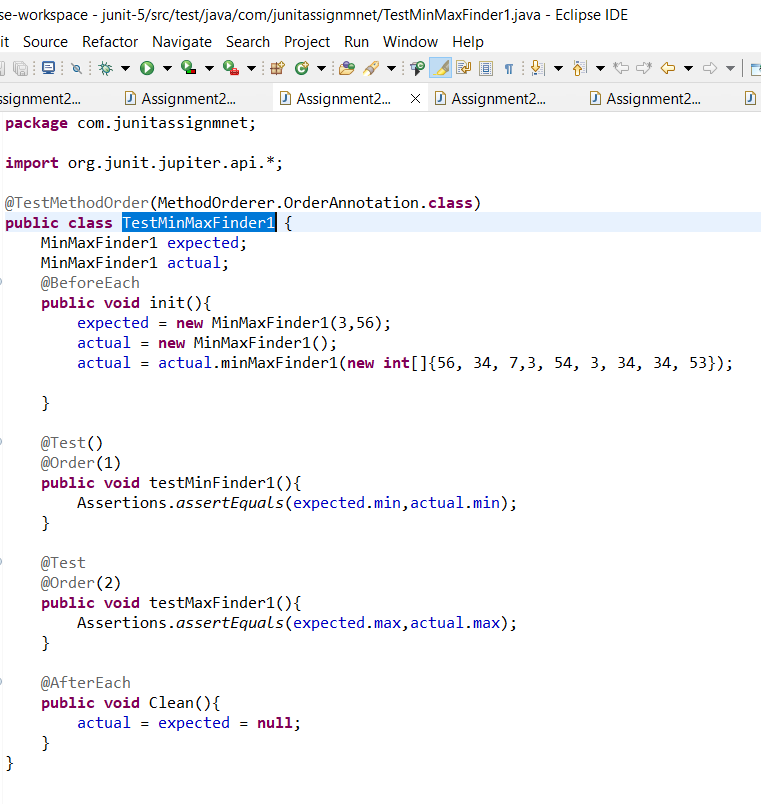 se-workspace - junit-5/src/test/java/com/junitassignmnet/TestMinMaxFinder1.java - Eclipse IDE
it Source Refactor Navigate Search Project Run Window Help
ssignment2... Assignment2... Assignment2... Assignment2... Assignment2...
package com.junitassignmnet;
import org.junit.jupiter.api.*;
@TestMethodOrder(MethodOrderer.OrderAnnotation.class)
public class TestMinMaxFinder1 {
    MinMaxFinder1 expected;
    MinMaxFinder1 actual;
    @BeforeEach
    public void init(){
        expected = new MinMaxFinder1(3,56);
        actual = new MinMaxFinder1();
        actual = actual.minMaxFinder1(new int[]{56, 34, 7,3, 54, 3, 34, 34, 53});
    }
    @Test()
    @Order(1)
    public void testMinFinder1(){
        Assertions.assertEquals(expected.min,actual.min);
    }
    @Test
    @Order(2)
    public void testMaxFinder1(){
        Assertions.assertEquals(expected.max,actual.max);
    }
    @AfterEach
    public void Clean(){
        actual = expected = null;
    }
}